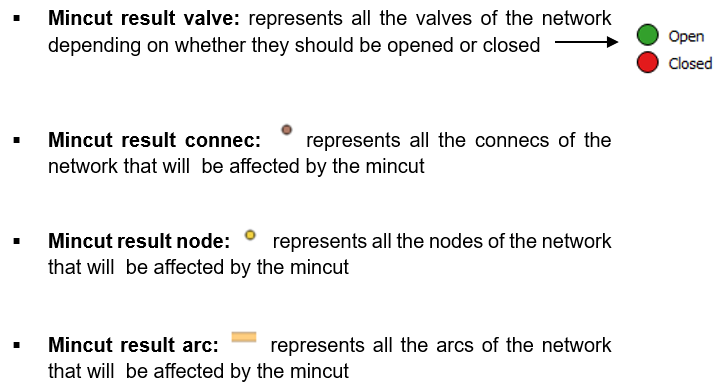 ▪ Mincut result valve: represents all the valves of the network
depending on whether they should be opened or closed
Open
Closed
▪ Mincut result connec: represents all the connecs of the
network that will be affected by the mincut
▪ Mincut result node: represents all the nodes of the network
that will be affected by the mincut
▪ Mincut result arc: represents all the arcs of the network
that will be affected by the mincut